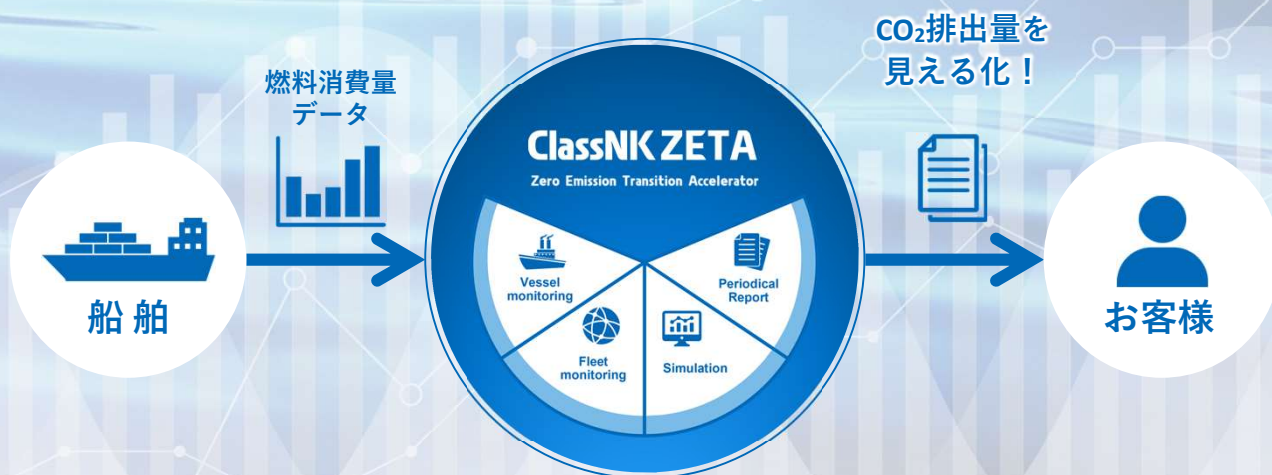 燃料消費量
データ
CO₂排出量を
見える化！
ClassNK ZETA
Zero Emission Transition Accelerator
Vessel
monitoring
Fleet
monitoring
Simulation
Periodical
Report
船舶
お客様